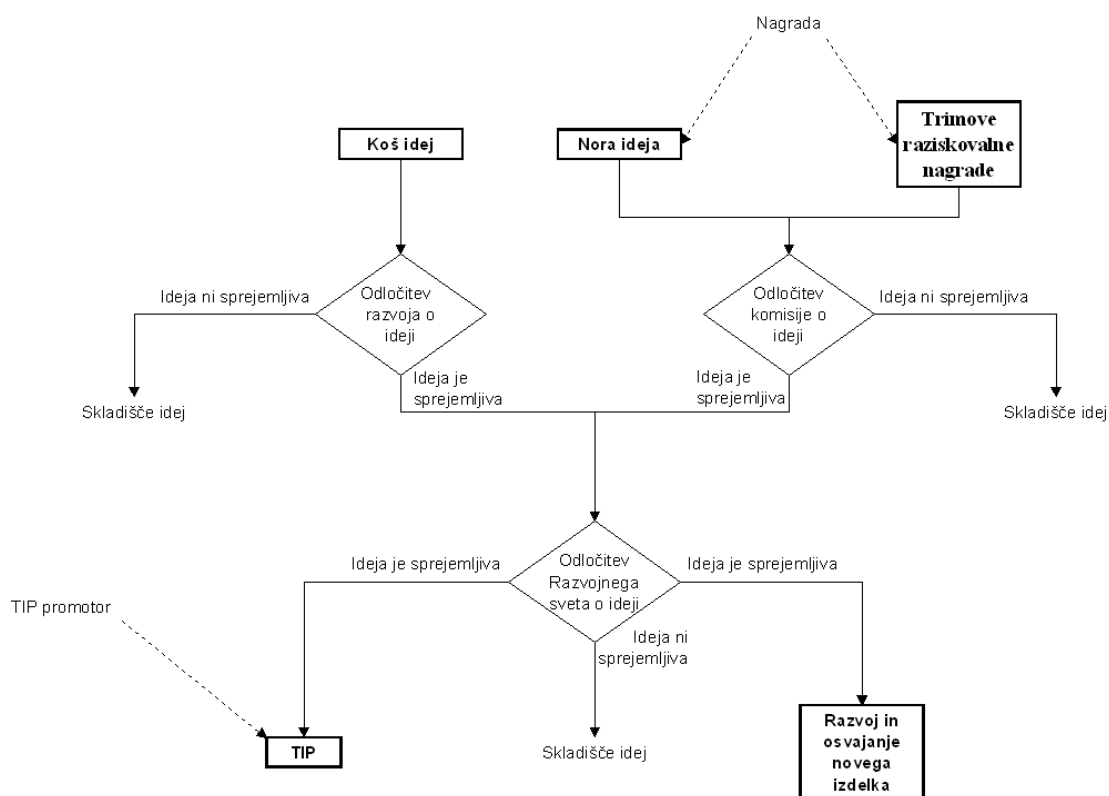 Nagrada
Koš idej
Nora ideja
Trimove
raziskovalne
nagrade
Ideja ni sprejemljiva
Odločitev
razvoja o
ideji
Odločitev
komisije o
ideji
Ideja ni sprejemljiva
Ideja je
sprejemljiva
Ideja je
sprejemljiva
Skladišče idej
Skladišče idej
Ideja je sprejemljiva
Odločitev
Razvojnega
sveta o ideji
Ideja je sprejemljiva
TIP promotor
Ideja ni
sprejemljiva
TIP
Skladišče idej
Razvoj in
osvajanje
novega
izdelka